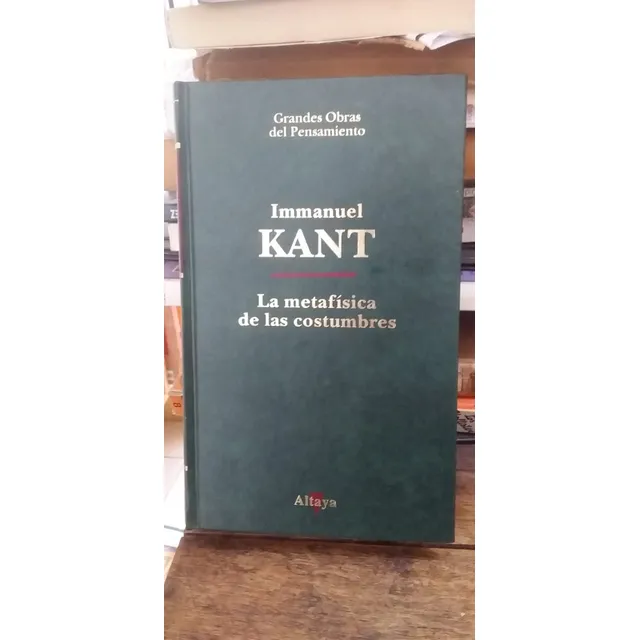 Grandes Obras
del Pensamiento
Immanuel
KANT
La metafísica
de las costumbres
Altaya